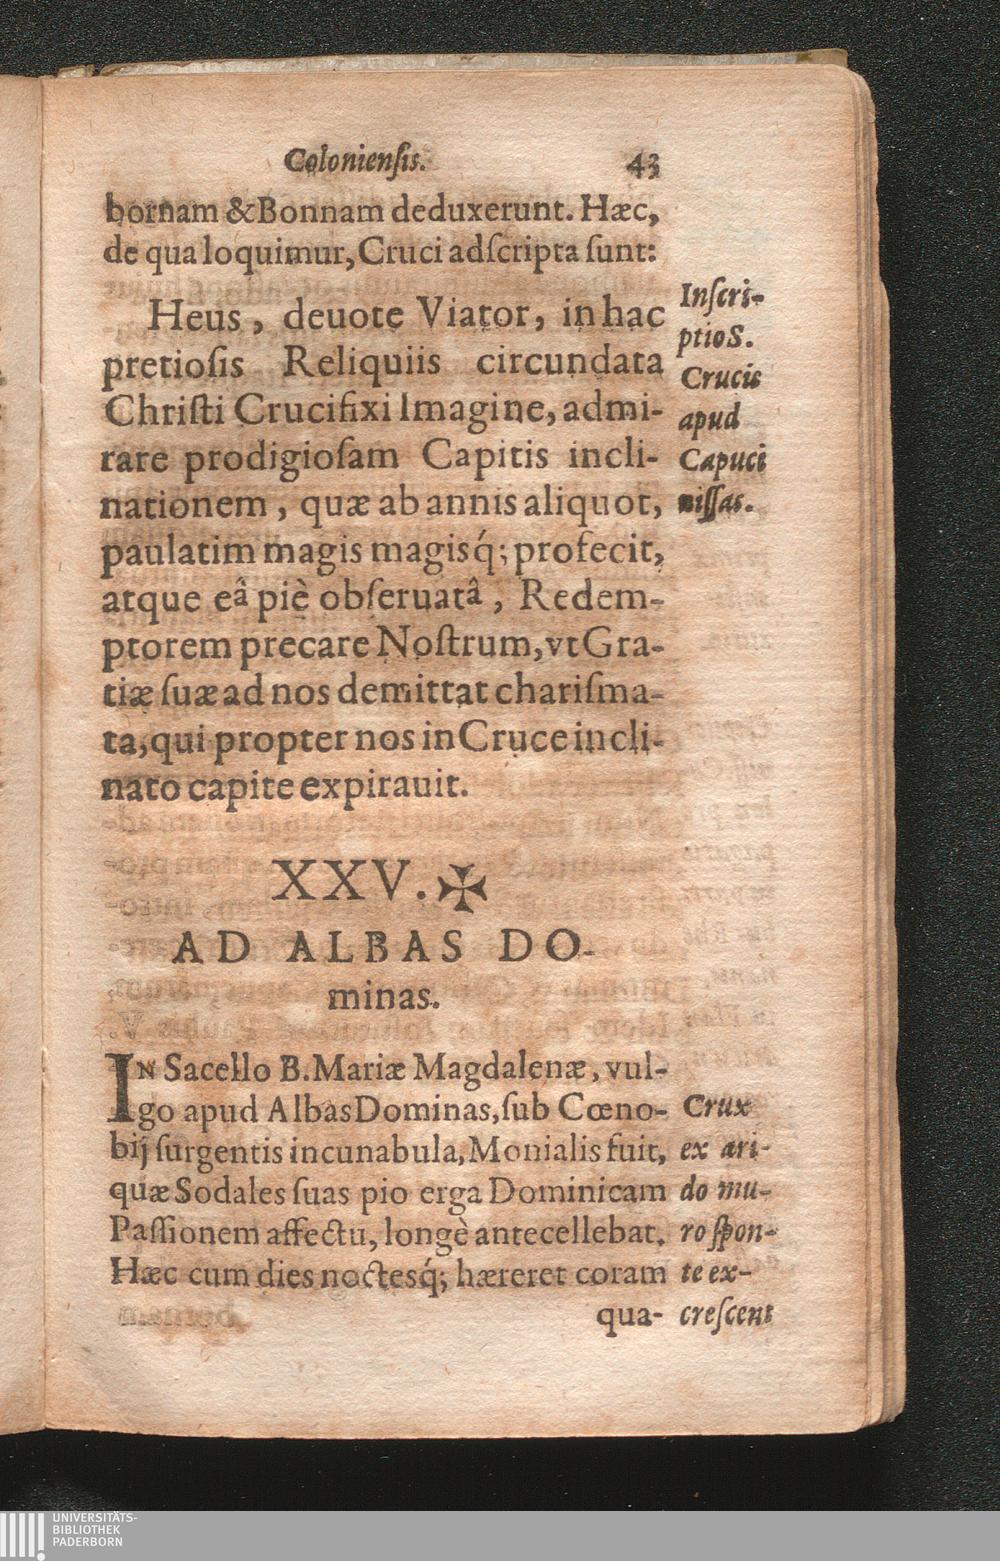 Colonienſis. 43
bornam & Bonnam deduxerunt. Hæc,
de qua loquimur, Cruci adſcripta ſunt:
Heus, deuote Viator, in hac
pretioſis Reliquiis circundata
Chriſti Crucifixi Imagine, admi-
rare prodigioſam Capitis incli-
nationem, quæ ab annis aliquot,
paulatim magis magisq́; profecit,
atque eâ piè obſeruatâ, Redem-
ptorem precare Noſtrum, vt Gra-
tiæ ſuæ ad nos demittat chariſma-
ta, qui propter nos in Cruce incli-
nato capite expirauit.
Inſcri-
ptio S.
Crucis
apud
Capuci
niſſas.
XXV. ✠
AD ALBAS DO-
minas.
IN Sacello B. Mariæ Magdalenæ, vul-
go apud Albas Dominas, ſub Cœno-
bij ſurgentis incunabula, Monialis fuit,
quæ Sodales ſuas pio erga Dominicam
Paſſionem affectu, longè antecellebat.
Hæc cum dies noctesq́; hæreret coram
qua-
Crux
ex ari-
do mu-
ro ſpon-
te ex-
creſcent
UNIVERSITÄTS-
BIBLIOTHEK
PADERBORN